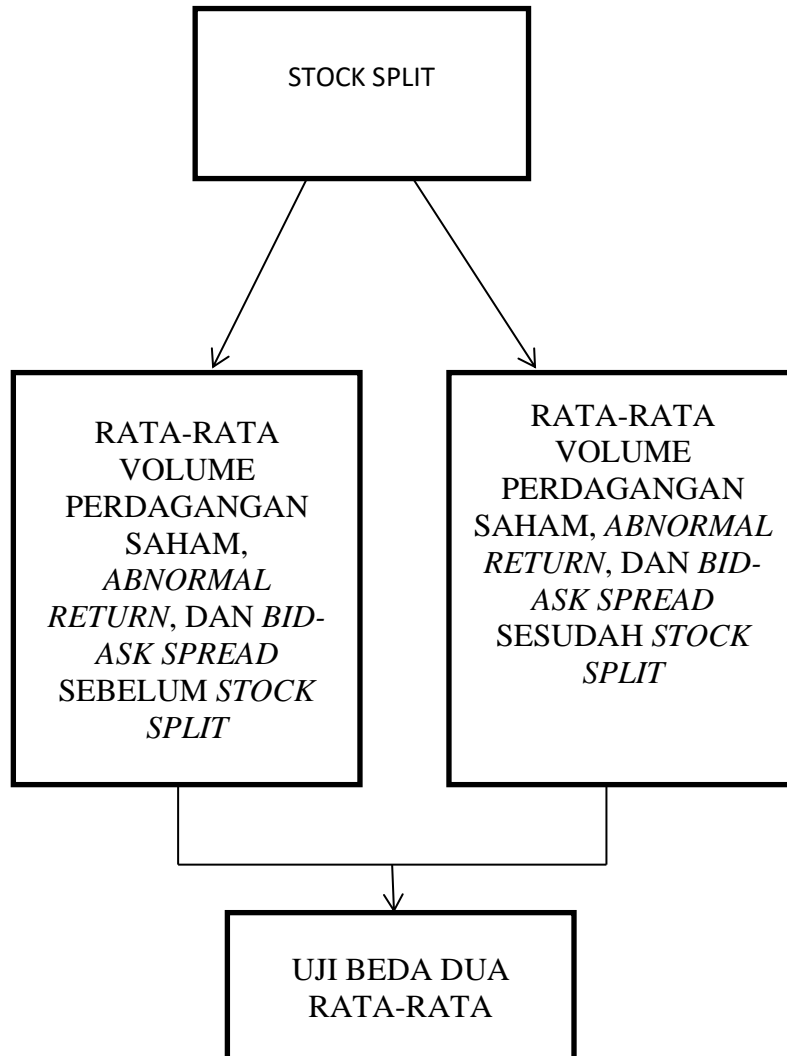 STOCK SPLIT
RATA-RATA
VOLUME
PERDAGANGAN
SAHAM,
ABNORMAL
RETURN, DAN BID-
ASK SPREAD
SEBELUM STOCK
SPLIT
RATA-RATA
VOLUME
PERDAGANGAN
SAHAM, ABNORMAL
RETURN, DAN BID-
ASK SPREAD
SESUDAH STOCK
SPLIT
UJI BEDA DUA
RATA-RATA